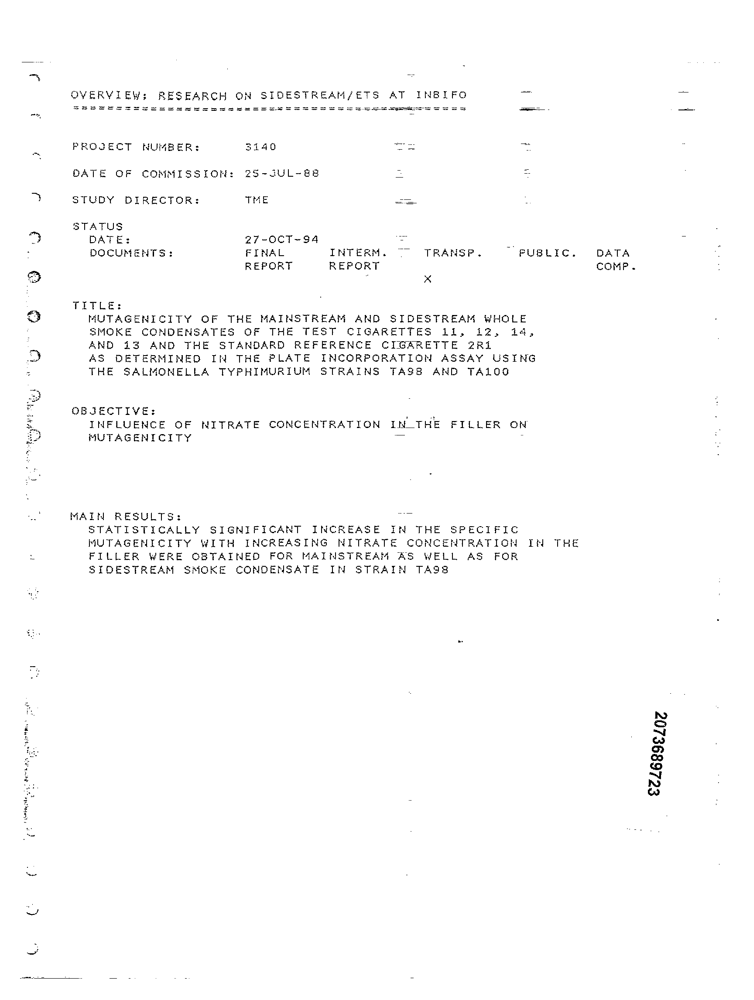 OVERVIEW; RESEARCH ON SIDESTREAM/ETS AT INBIFO
==============================================
PROJECT NUMBER: 3140
DATE OF COMMISSION: 25-JUL-88
STUDY DIRECTOR: TME
STATUS
DATE: 27-OCT-94
DOCUMENTS: FINAL INTERM. TRANSP. PUBLIC. DATA
REPORT REPORT COMP.
X
TITLE:
MUTAGENICITY OF THE MAINSTREAM AND SIDESTREAM WHOLE
SMOKE CONDENSATES OF THE TEST CIGARETTES 11, 12, 14,
AND 13 AND THE STANDARD REFERENCE CIGARETTE 2R1
AS DETERMINED IN THE PLATE INCORPORATION ASSAY USING
THE SALMONELLA TYPHIMURIUM STRAINS TA98 AND TA100
OBJECTIVE:
INFLUENCE OF NITRATE CONCENTRATION IN THE FILLER ON
MUTAGENICITY
MAIN RESULTS:
STATISTICALLY SIGNIFICANT INCREASE IN THE SPECIFIC
MUTAGENICITY WITH INCREASING NITRATE CONCENTRATION IN THE
FILLER WERE OBTAINED FOR MAINSTREAM AS WELL AS FOR
SIDESTREAM SMOKE CONDENSATE IN STRAIN TA98
2073689723